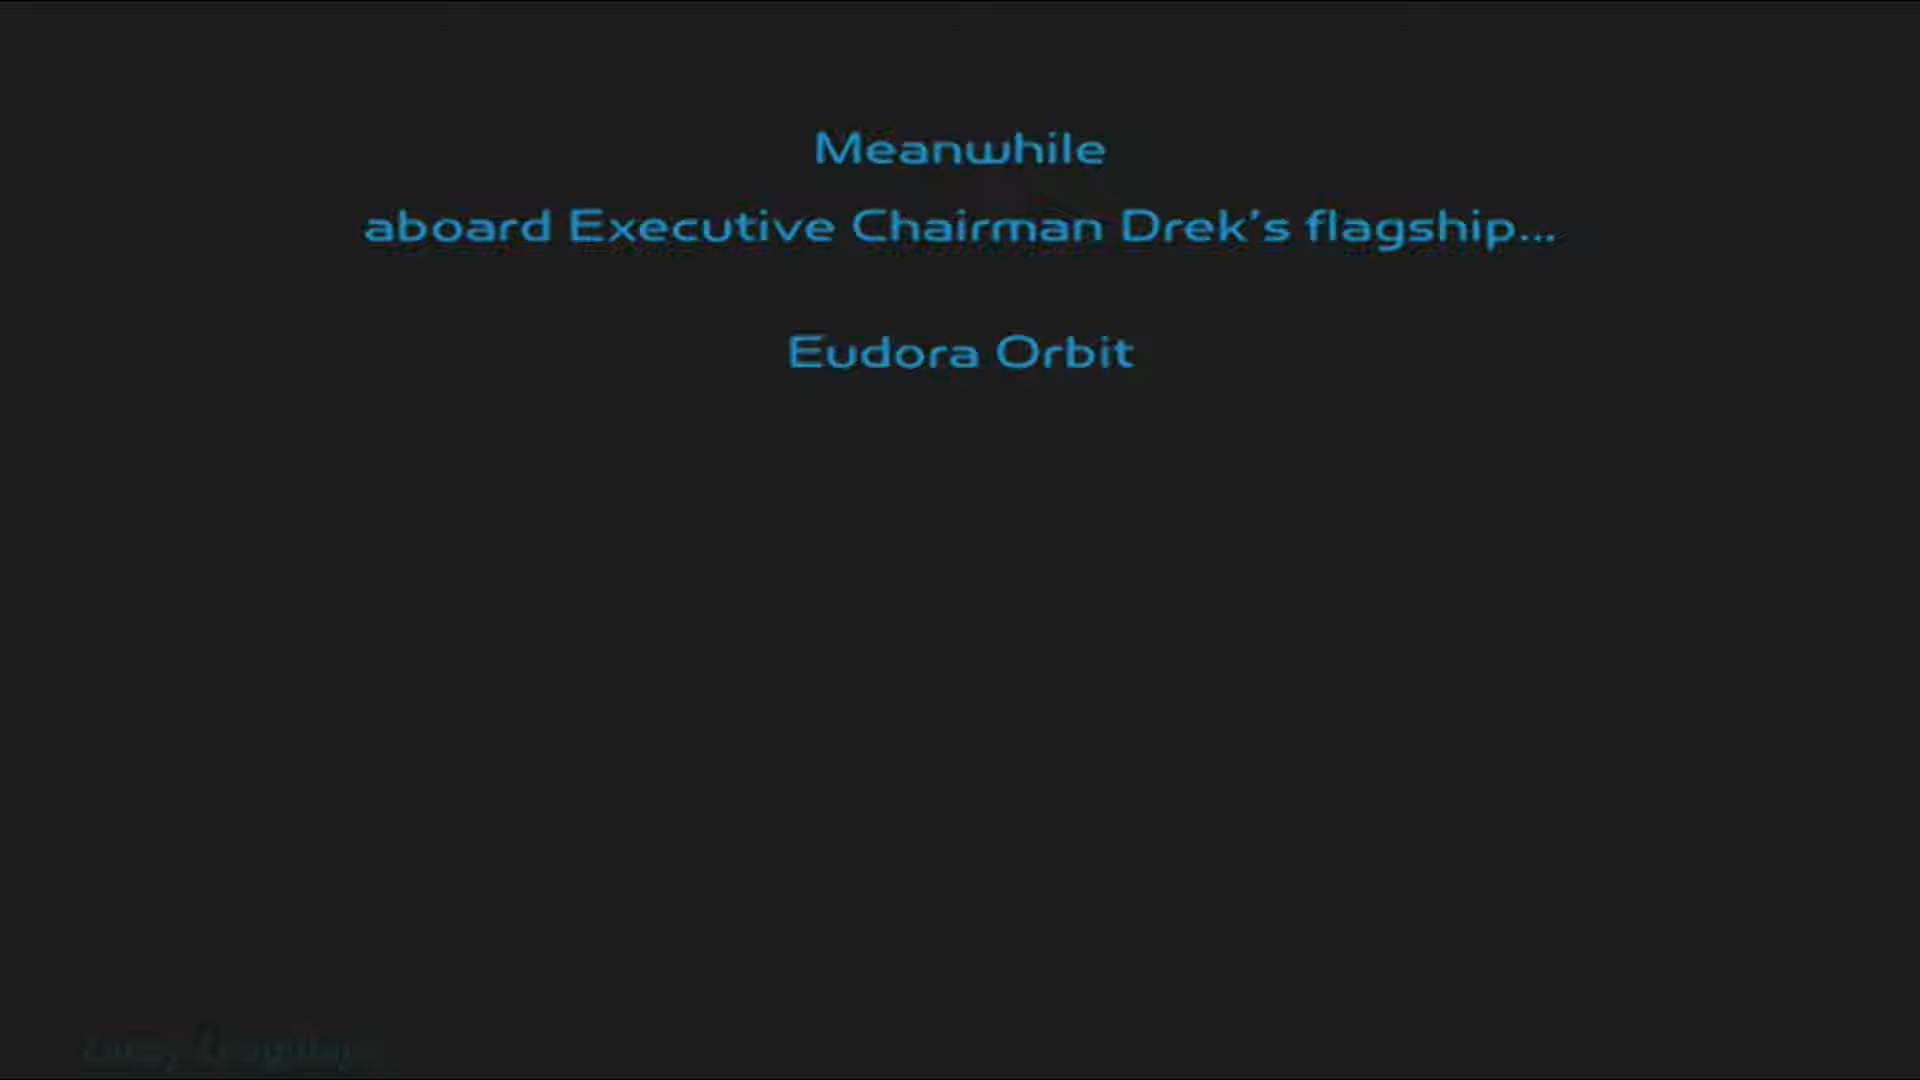 Meanwhile
aboard Executive Chairman Drek’s flagship...
Eudora Orbit